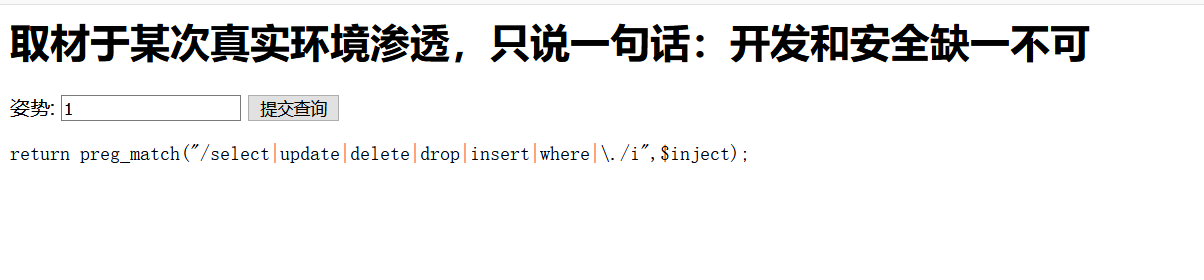 取材于某次真实环境渗透，只说一句话：开发和安全缺一不可
姿势: 1 提交查询
return preg_match("/select|update|delete|drop|insert|where|\./i",$inject);